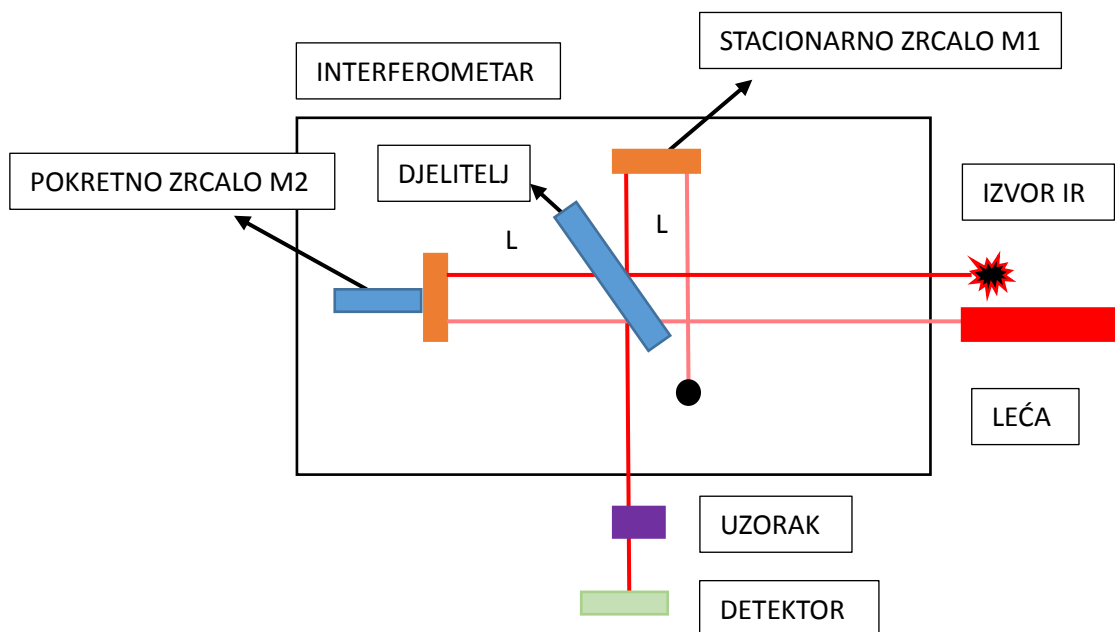 STACIONARNO ZRCALO M1
INTERFEROMETAR
POKRETNO ZRCALO M2
DJELITELJ
IZVOR IR
L
L
LEĆA
UZORAK
DETEKTOR